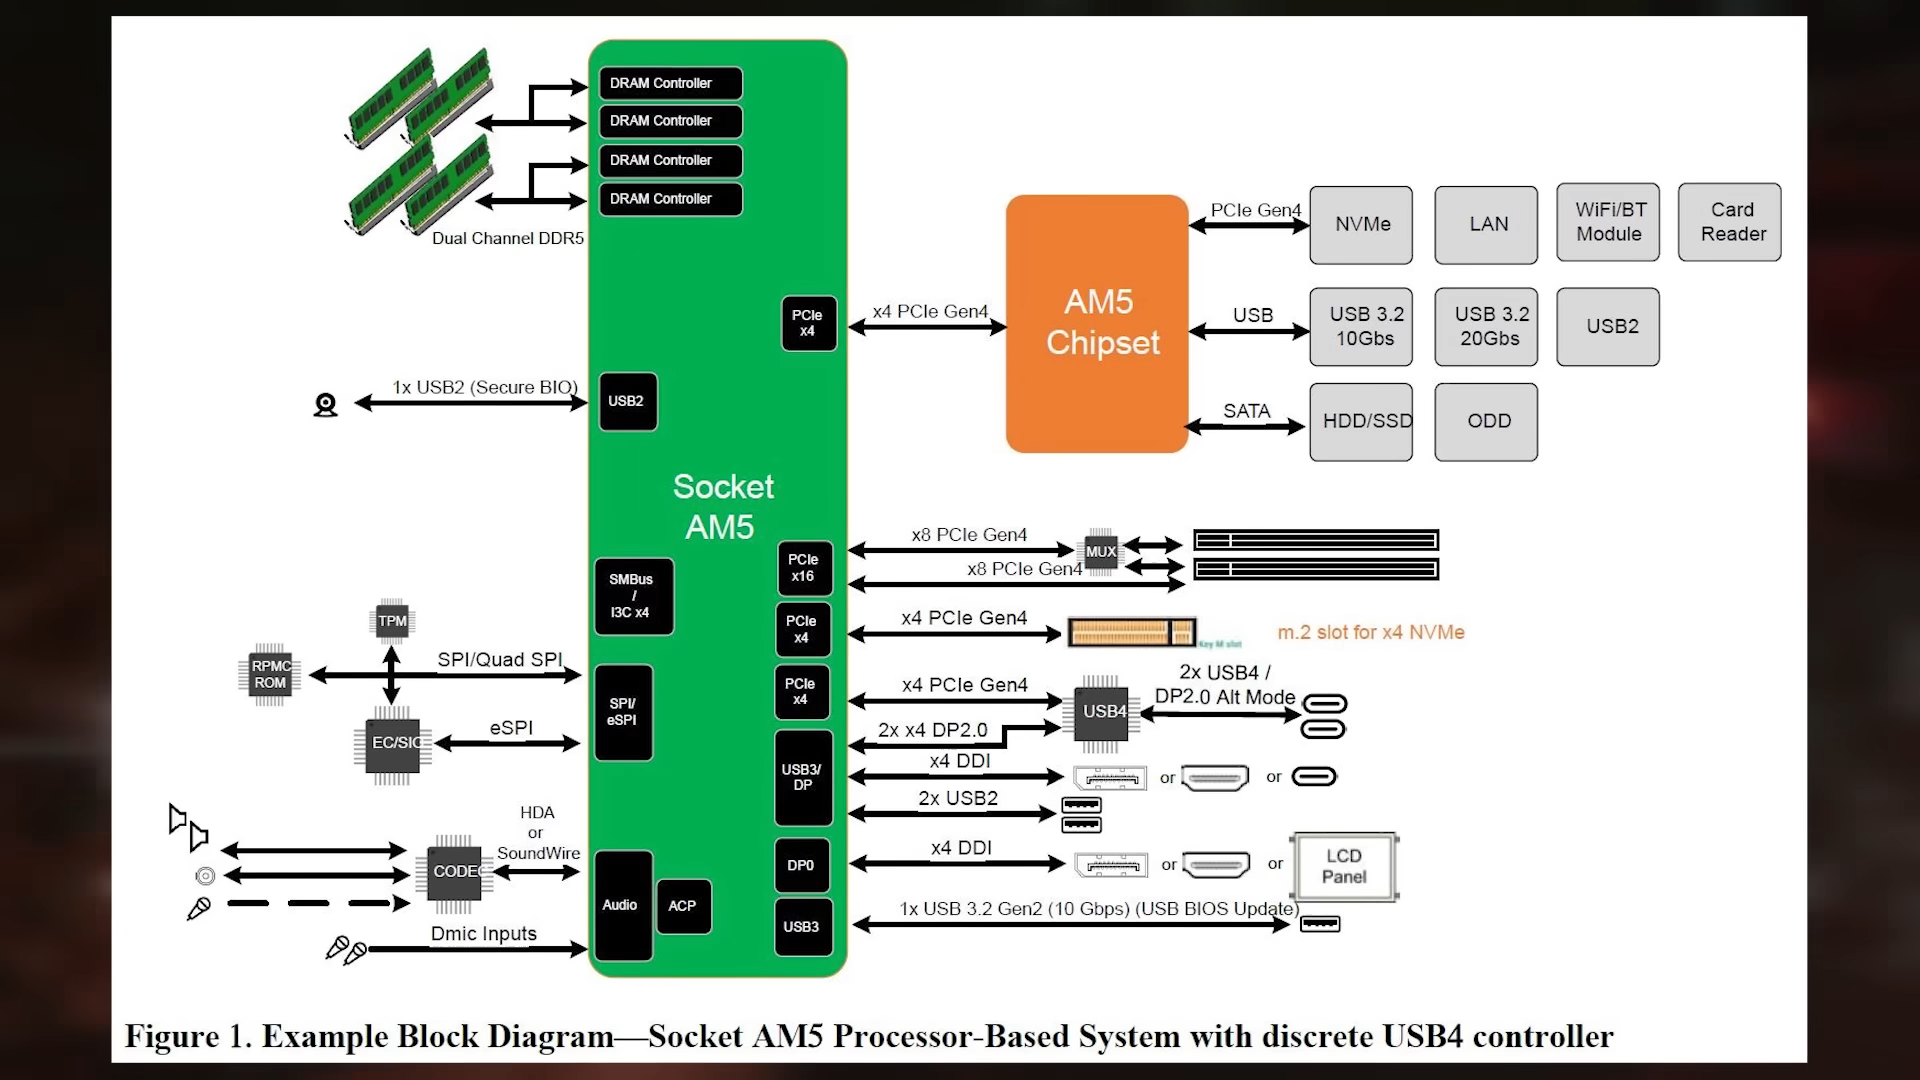 DRAM Controller
DRAM Controller
DRAM Controller
DRAM Controller
Dual Channel DDR5
PCIe
x4
x4 PCIe Gen4
AM5
Chipset
PCIe Gen4
NVMe
LAN
WiFi/BT
Module
Card
Reader
USB
USB 3.2
10Gbs
USB 3.2
20Gbs
USB2
SATA
HDD/SSD
ODD
1x USB2 (Secure BIO)
USB2
Socket
AM5
SMBus
/
I3C x4
PCIe
x16
x8 PCIe Gen4
MUX
x8 PCIe Gen4
PCIe
x4
x4 PCIe Gen4
Key M slot
m.2 slot for x4 NVMe
TPM
RPMC
ROM
SPI/Quad SPI
SPI/
eSPI
EC/SIO
eSPI
PCIe
x4
x4 PCIe Gen4
USB4
2x USB4 /
DP2.0 Alt Mode
2x x4 DP2.0
USB3/
DP
x4 DDI
or
or
2x USB2
HDA
or
SoundWire
CODEC
Audio
ACP
Dmic Inputs
DP0
x4 DDI
or
or
LCD
Panel
USB3
1x USB 3.2 Gen2 (10 Gbps) (USB BIOS Update)
Figure 1. Example Block Diagram—Socket AM5 Processor-Based System with discrete USB4 controller